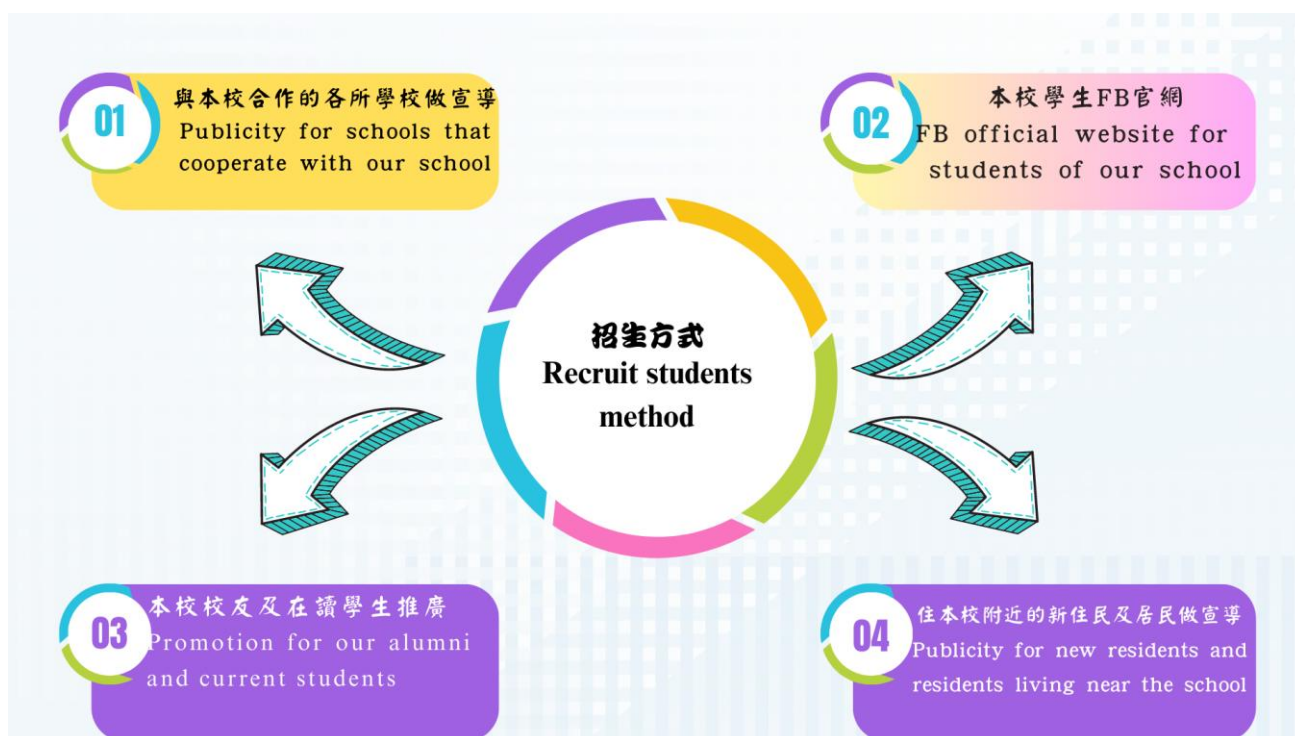 01
與本校合作的各所學校做宣導
Publicity for schools that
cooperate with our school
02
本校學生FB官網
FB official website for
students of our school
招生方式
Recruit students
method
03
本校校友及在讀學生推廣
Promotion for our alumni
and current students
04
住本校附近的新住民及居民做宣導
Publicity for new residents and
residents living near the school